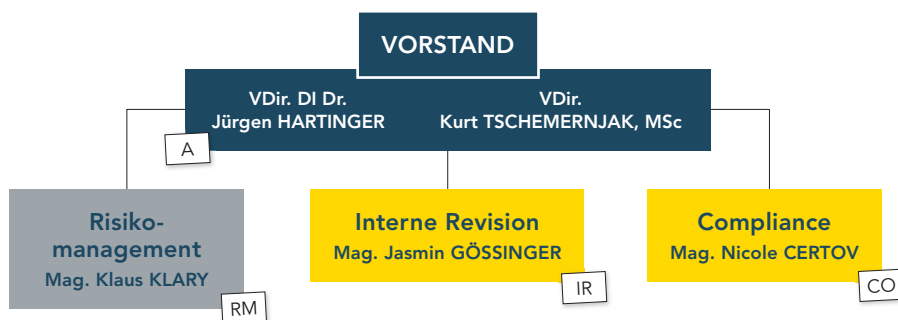 VORSTAND
VDir. DI Dr.
Jürgen HARTINGER
VDir.
Kurt TSCHEMERNJAK, MSc
A
Risiko-
management
Mag. Klaus KLARY
RM
Interne Revision
Mag. Jasmin GÖSSINGER
IR
Compliance
Mag. Nicole CERTOV
CO